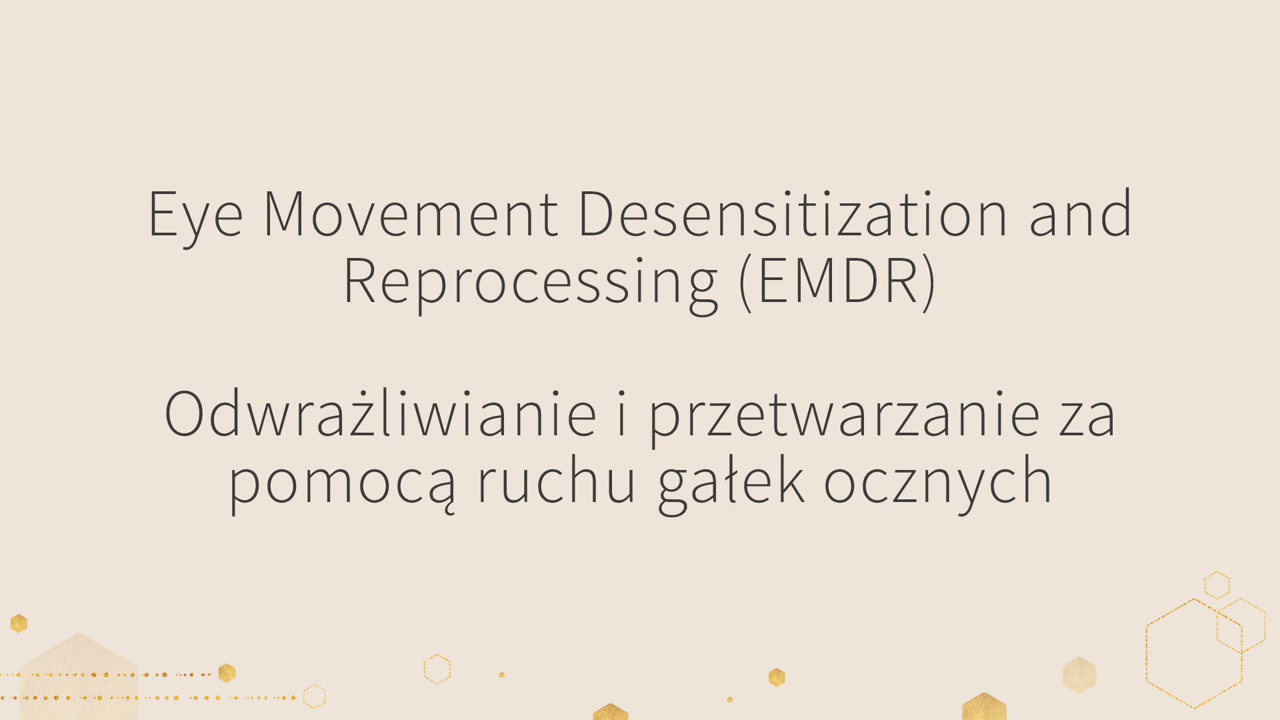 Eye Movement Desensitization and
Reprocessing (EMDR)
Odwrażliwianie i przetwarzanie za
pomocą ruchu gałek ocznych